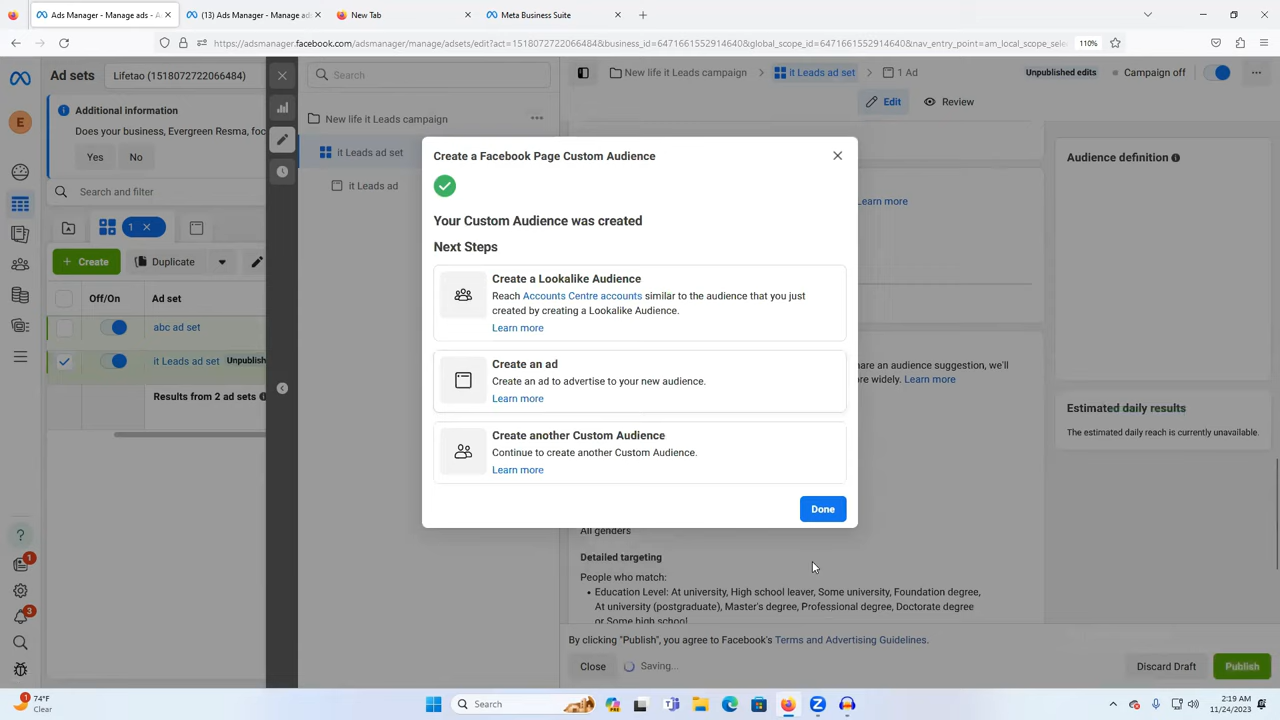 Ads Manager - Manage ads - A
(13) Ads Manager - Manage ads
New Tab
Meta Business Suite
https://adsmanager.facebook.com/adsmanager/manage/adsets/edit?act=1518072722066484&business_id=6471661552914640&global_scope_id=6471661552914640&nav_entry_point=am_local_scope_sele
110%
Ad sets
Lifetao (1518072722066484)
Additional information
Does your business, Evergreen Resma, foc
Yes
No
Search and filter
1
Create
Duplicate
Off/On
Ad set
abc ad set
it Leads ad set
Unpublish
Results from 2 ad sets
E
1
3
Search
New life it Leads campaign
it Leads ad set
it Leads ad
New life it Leads campaign
it Leads ad set
1 Ad
Unpublished edits
Campaign off
Edit
Review
Learn more
Audience definition
hare an audience suggestion, we'll
re widely. Learn more
Estimated daily results
The estimated daily reach is currently unavailable.
Create a Facebook Page Custom Audience
Your Custom Audience was created
Next Steps
Create a Lookalike Audience
Reach Accounts Centre accounts similar to the audience that you just
created by creating a Lookalike Audience.
Learn more
Create an ad
Create an ad to advertise to your new audience.
Learn more
Create another Custom Audience
Continue to create another Custom Audience.
Learn more
Done
All genders
Detailed targeting
People who match:
Education Level: At university, High school leaver, Some university, Foundation degree,
At university (postgraduate), Master's degree, Professional degree, Doctorate degree
or Some high school
By clicking "Publish", you agree to Facebook's Terms and Advertising Guidelines.
Close
Saving...
Discard Draft
Publish
1
74°F
Clear
Search
2:19 AM
11/24/2023